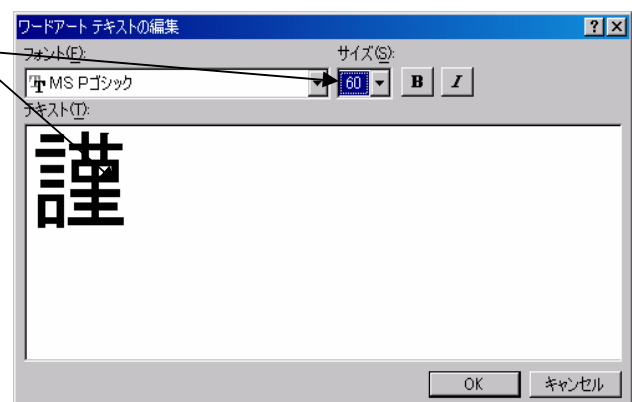 ワードアート テキストの編集
フォント(F): サイズ(S):
MS Pゴシック 60 B I
テキスト(T):
謹
OK キャンセル